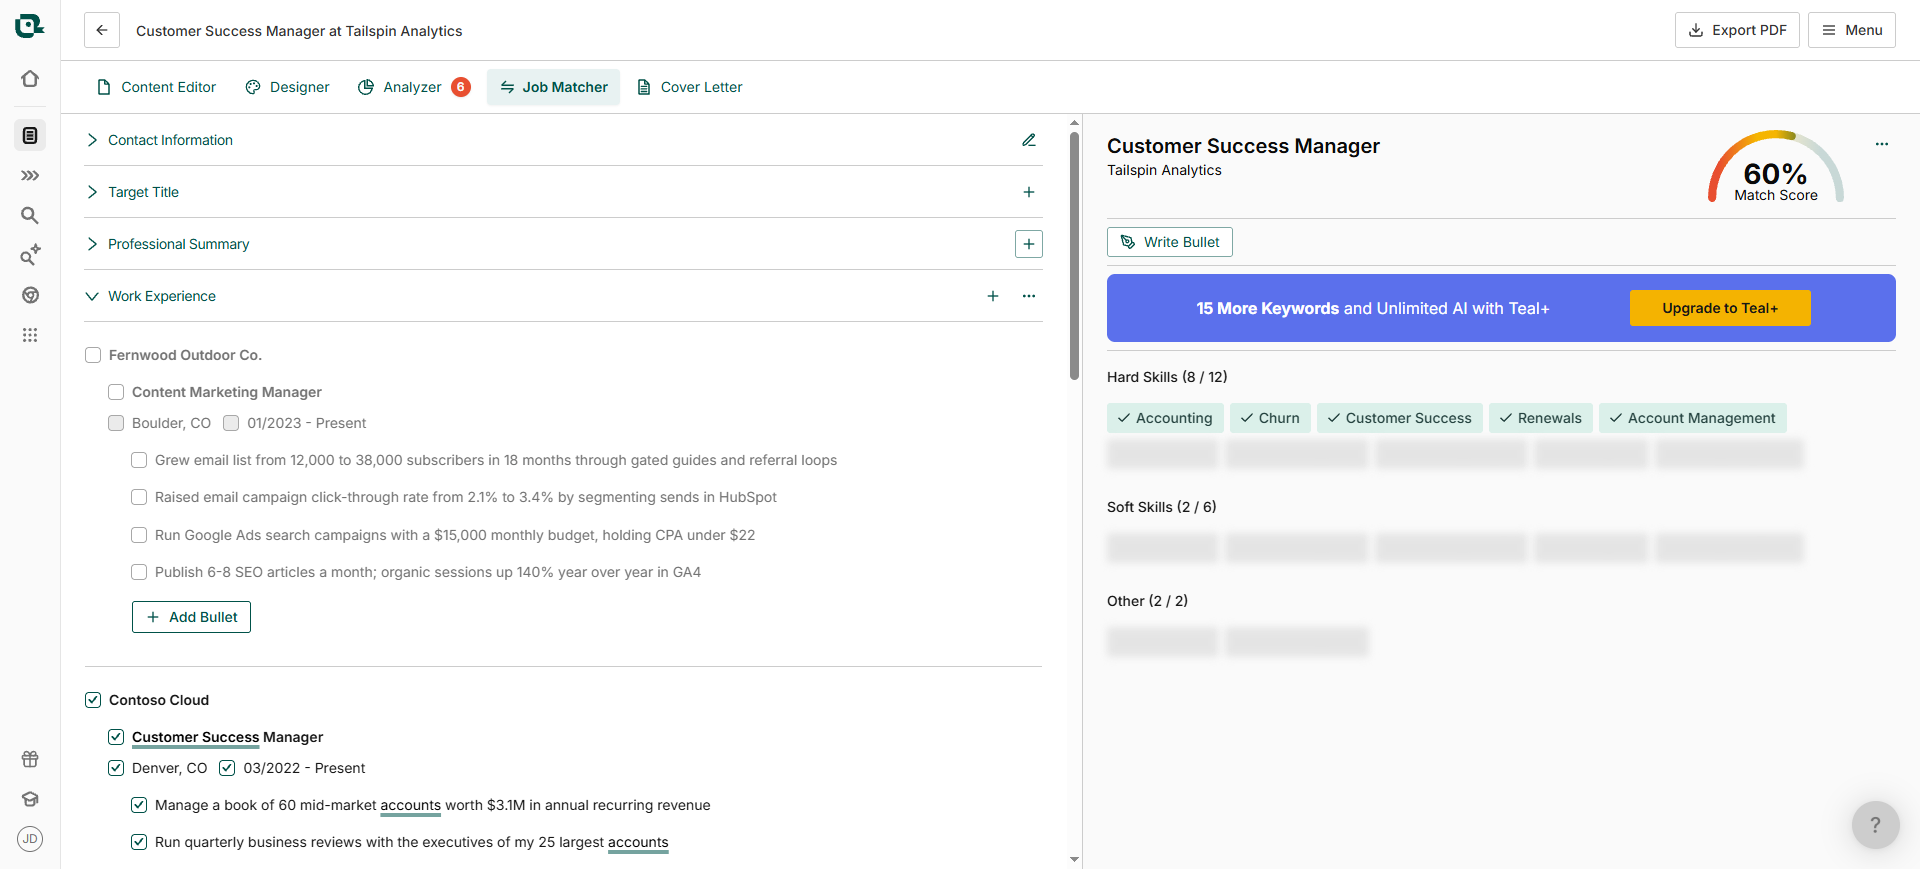 Customer Success Manager at Tailspin Analytics
Export PDF
Menu
Content Editor
Designer
Analyzer 6
Job Matcher
Cover Letter
Contact Information
Target Title
Professional Summary
Work Experience
Fernwood Outdoor Co.
Content Marketing Manager
Boulder, CO 01/2023 - Present
Grew email list from 12,000 to 38,000 subscribers in 18 months through gated guides and referral loops
Raised email campaign click-through rate from 2.1% to 3.4% by segmenting sends in HubSpot
Run Google Ads search campaigns with a $15,000 monthly budget, holding CPA under $22
Publish 6-8 SEO articles a month; organic sessions up 140% year over year in GA4
Add Bullet
Contoso Cloud
Customer Success Manager
Denver, CO 03/2022 - Present
Manage a book of 60 mid-market accounts worth $3.1M in annual recurring revenue
Run quarterly business reviews with the executives of my 25 largest accounts
JD
Customer Success Manager
Tailspin Analytics
60%
Match Score
Write Bullet
15 More Keywords and Unlimited AI with Teal+
Upgrade to Teal+
Hard Skills (8 / 12)
Accounting
Churn
Customer Success
Renewals
Account Management
Soft Skills (2 / 6)
Other (2 / 2)
?